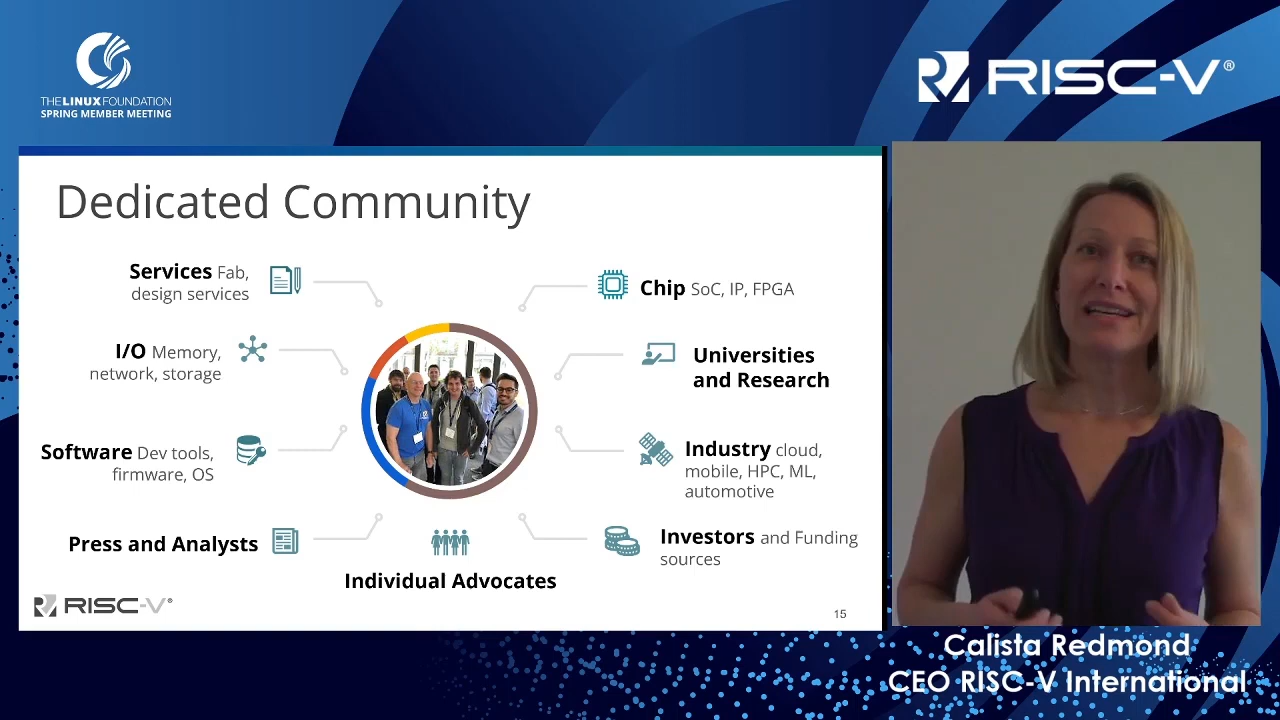 THE LINUX FOUNDATION
SPRING MEMBER MEETING
RISC-V®
Dedicated Community
Services Fab,
design services
I/O Memory,
network, storage
Software Dev tools,
firmware, OS
Press and Analysts
Individual Advocates
Chip SoC, IP, FPGA
Universities
and Research
Industry cloud,
mobile, HPC, ML,
automotive
Investors and Funding
sources
RISC-V®
15
Calista Redmond
CEO RISC-V International